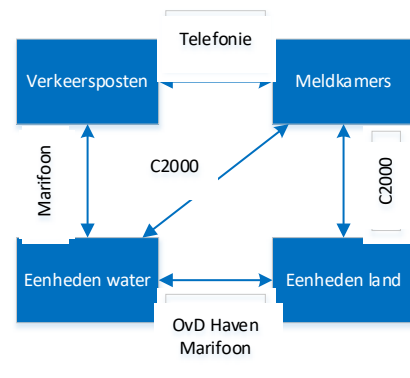 Telefonie
Verkeersposten
Meldkamers
Marifoon
C2000
C2000
Eenheden water
Eenheden land
OvD Haven
Marifoon